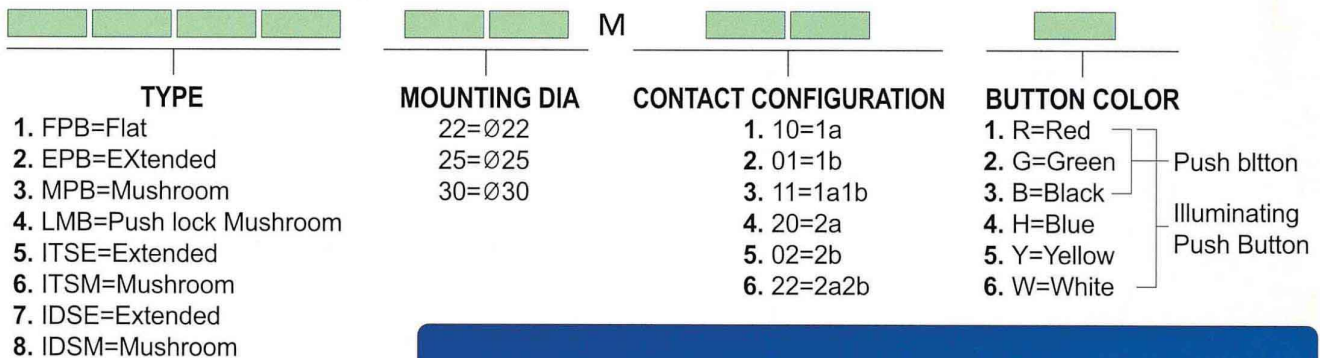 M
TYPE
1. FPB=Flat
2. EPB=EXtended
3. MPB=Mushroom
4. LMB=Push lock Mushroom
5. ITSE=Extended
6. ITSM=Mushroom
7. IDSE=Extended
8. IDSM=Mushroom
MOUNTING DIA
22=Ø22
25=Ø25
30=Ø30
CONTACT CONFIGURATION
1. 10=1a
2. 01=1b
3. 11=1a1b
4. 20=2a
5. 02=2b
6. 22=2a2b
BUTTON COLOR
1. R=Red
2. G=Green
3. B=Black
4. H=Blue
5. Y=Yellow
6. W=White
Push bltton
Illuminating
Push Button